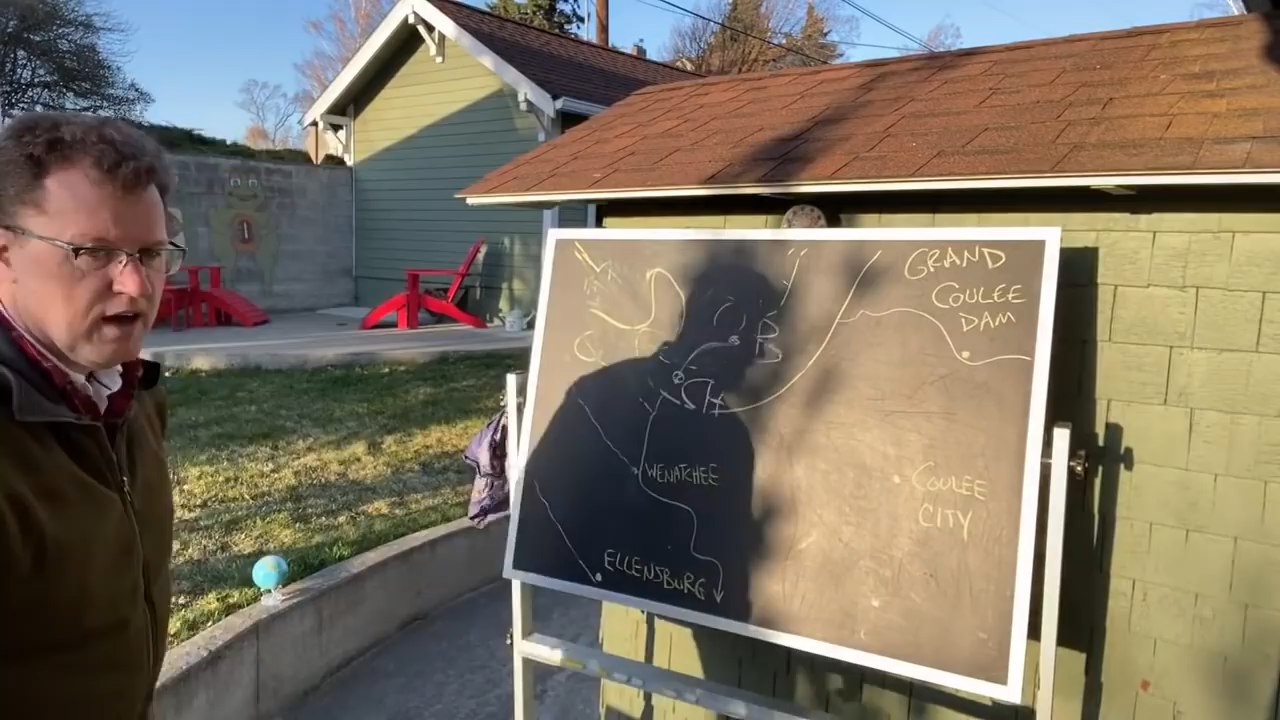 GRAND
COULEE
DAM
WENATCHEE
COULEE
CITY
ELLENSBURG